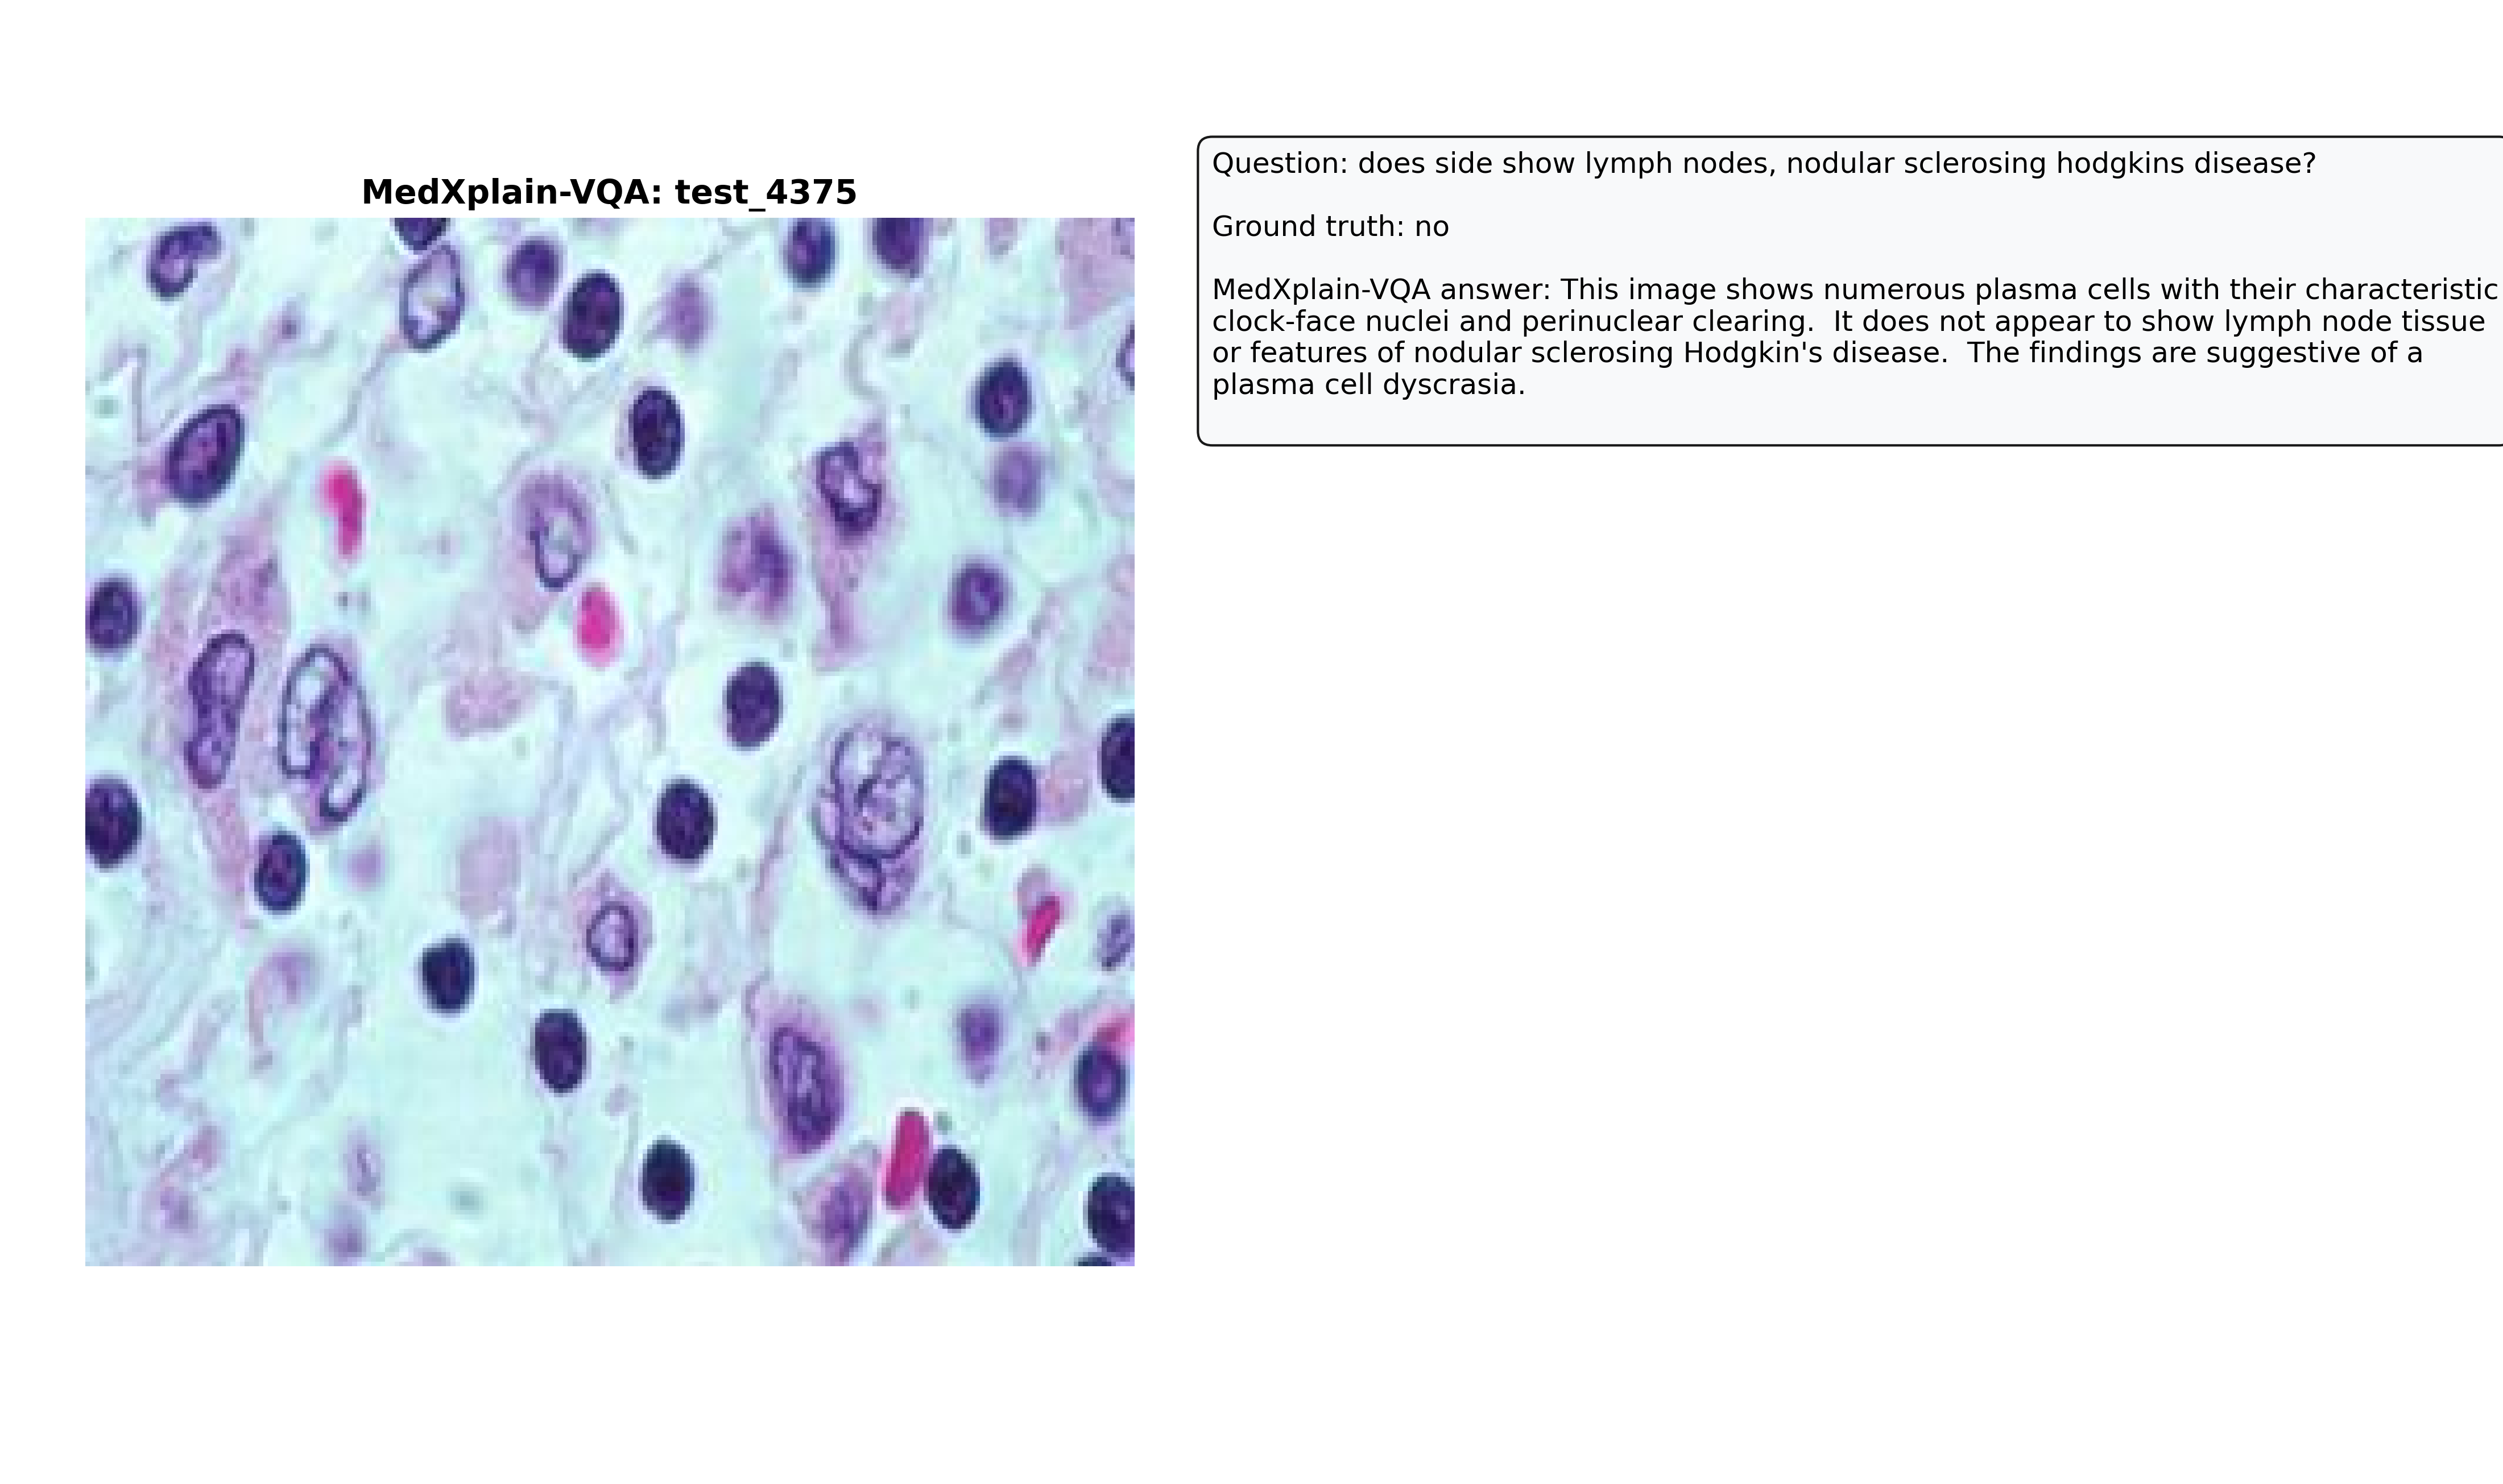 MedXplain-VQA: test_4375
Question: does side show lymph nodes, nodular sclerosing hodgkins disease?
Ground truth: no
MedXplain-VQA answer: This image shows numerous plasma cells with their characteristic
clock-face nuclei and perinuclear clearing.  It does not appear to show lymph node tissue
or features of nodular sclerosing Hodgkin's disease.  The findings are suggestive of a
plasma cell dyscrasia.